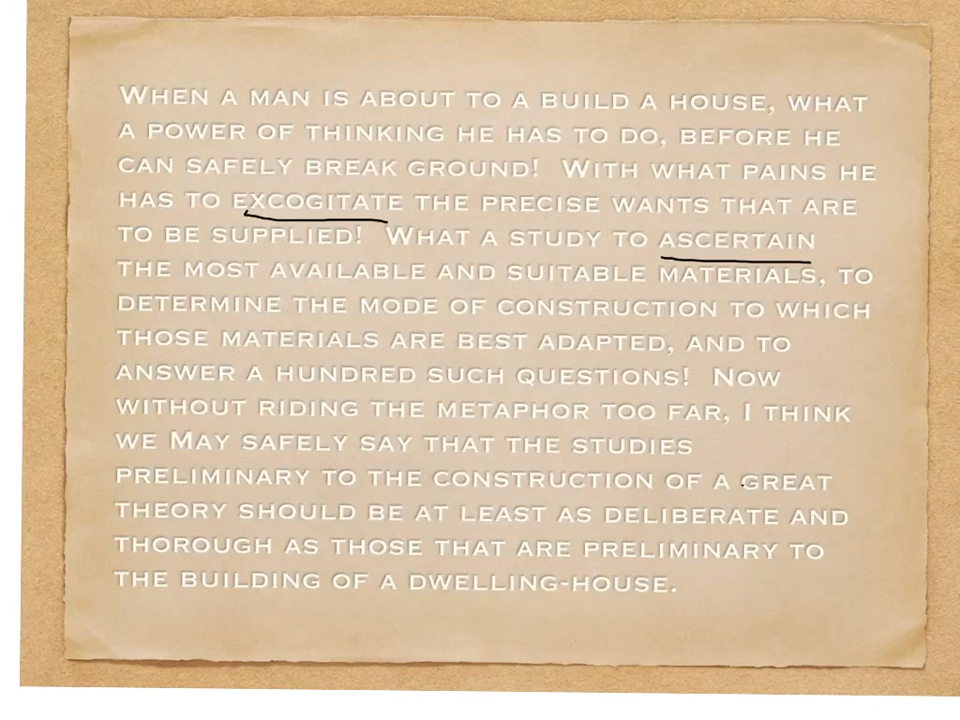 When a man is about to a build a house, what
a power of thinking he has to do, before he
can safely break ground!  With what pains he
has to excogitate the precise wants that are
to be supplied!  What a study to ascertain
the most available and suitable materials, to
determine the mode of construction to which
those materials are best adapted, and to
answer a hundred such questions!  Now
without riding the metaphor too far, I think
we May safely say that the studies
preliminary to the construction of a great
theory should be at least as deliberate and
thorough as those that are preliminary to
the building of a dwelling-house.